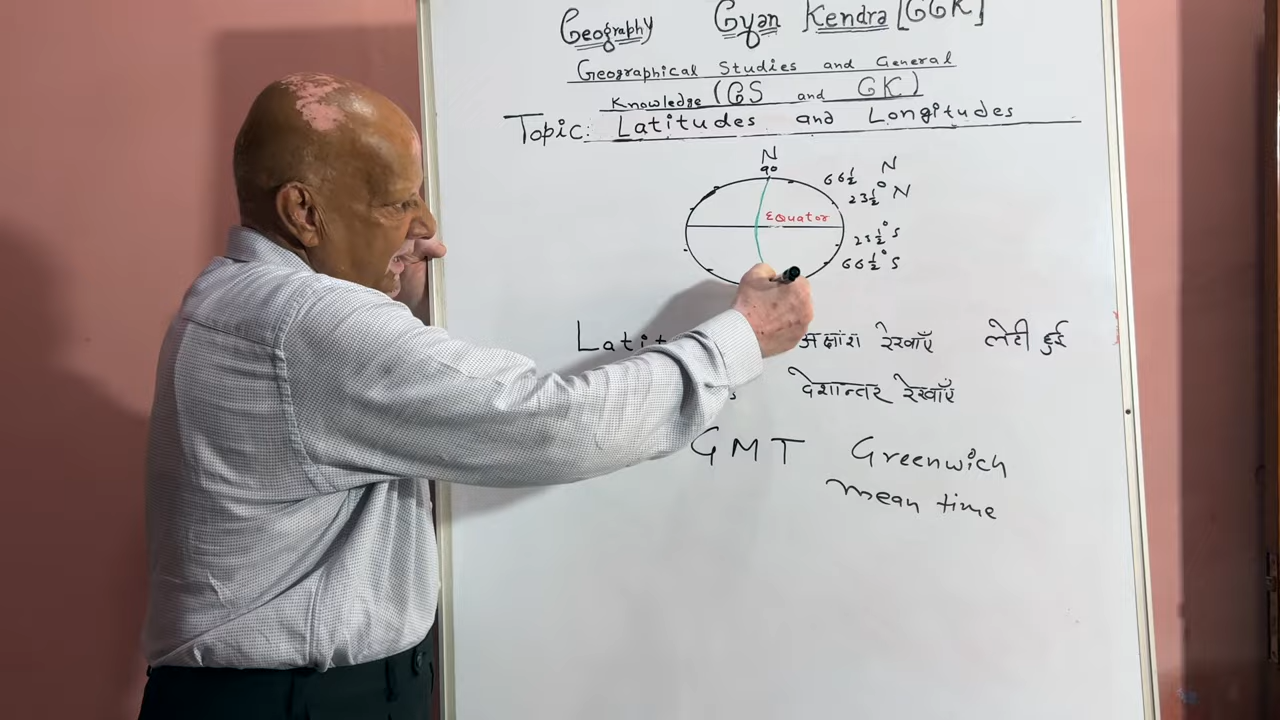 Geography Gyan Kendra [GGK]
Geographical Studies and General
Knowledge (GS and GK)
Topic: Latitudes and Longitudes
N
90
66½ N
23½° N
Equator
23½° S
66½° S
अक्षांश रेखाएँ लेटी हुई
देशान्तर रेखाएँ
GMT Greenwich
mean time